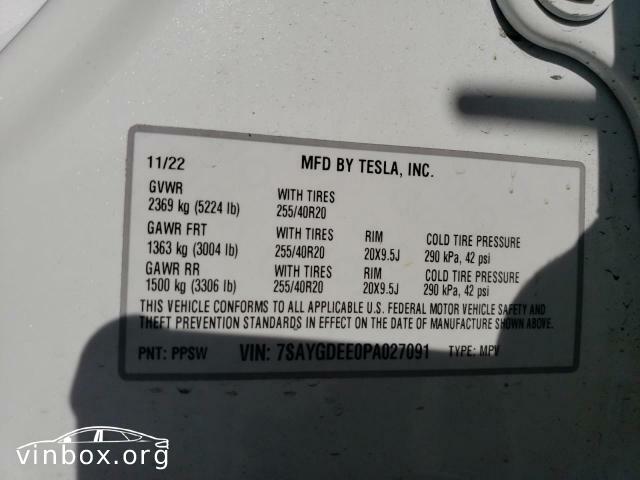 11/22 MFD BY TESLA, INC.
GVWR WITH TIRES
2369 kg (5224 lb) 255/40R20
GAWR FRT WITH TIRES RIM COLD TIRE PRESSURE
1363 kg (3004 lb) 255/40R20 20X9.5J 290 kPa, 42 psi
GAWR RR WITH TIRES RIM COLD TIRE PRESSURE
1500 kg (3306 lb) 255/40R20 20X9.5J 290 kPa, 42 psi
THIS VEHICLE CONFORMS TO ALL APPLICABLE U.S. FEDERAL MOTOR VEHICLE SAFETY AND
THEFT PREVENTION STANDARDS IN EFFECT ON THE DATE OF MANUFACTURE SHOWN ABOVE.
PNT: PPSW VIN: 7SAYGDEE0PA027091 TYPE: MPV
vinbox.org